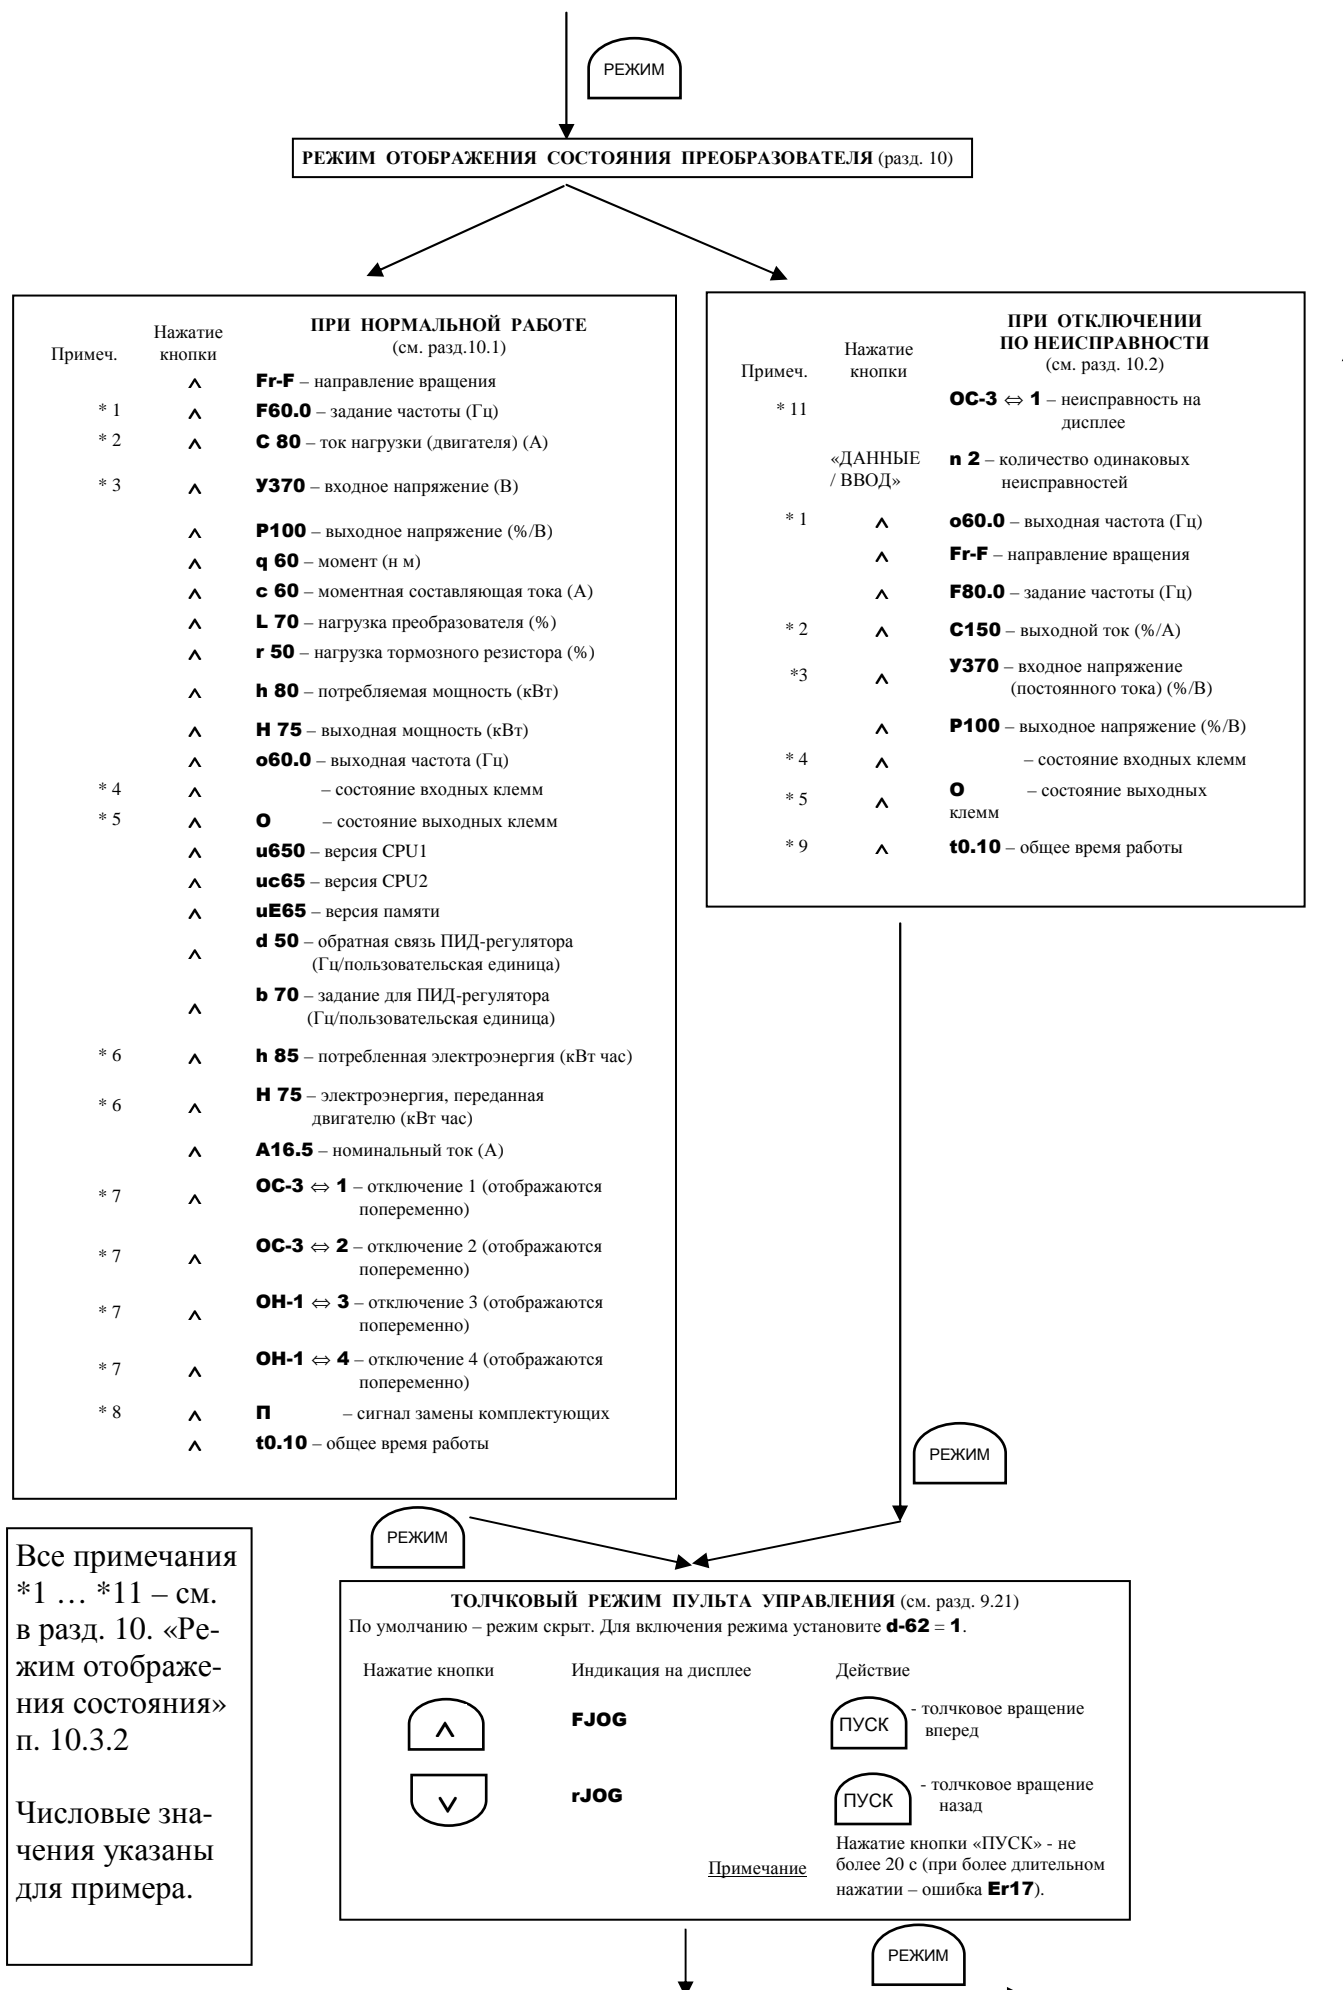 РЕЖИМ
РЕЖИМ ОТОБРАЖЕНИЯ СОСТОЯНИЯ ПРЕОБРАЗОВАТЕЛЯ (разд. 10)
Примеч.
Нажатие
кнопки
ПРИ НОРМАЛЬНОЙ РАБОТЕ
(см. разд.10.1)
^ Fr-F – направление вращения
* 1 ^ F60.0 – задание частоты (Гц)
* 2 ^ C 80 – ток нагрузки (двигателя) (А)
* 3 ^ У370 – входное напряжение (В)
^ P100 – выходное напряжение (%/В)
^ q 60 – момент (н м)
^ c 60 – моментная составляющая тока (А)
^ L 70 – нагрузка преобразователя (%)
^ r 50 – нагрузка тормозного резистора (%)
^ h 80 – потребляемая мощность (кВт)
^ H 75 – выходная мощность (кВт)
^ o60.0 – выходная частота (Гц)
* 4 ^ – состояние входных клемм
* 5 ^ O – состояние выходных клемм
^ u650 – версия CPU1
^ uc65 – версия CPU2
^ uE65 – версия памяти
^ d 50 – обратная связь ПИД-регулятора
(Гц/пользовательская единица)
^ b 70 – задание для ПИД-регулятора
(Гц/пользовательская единица)
* 6 ^ h 85 – потребленная электроэнергия (кВт час)
* 6 ^ H 75 – электроэнергия, переданная
двигателю (кВт час)
^ A16.5 – номинальный ток (А)
* 7 ^ OC-3 ⇔ 1 – отключение 1 (отображаются
попеременно)
* 7 ^ OC-3 ⇔ 2 – отключение 2 (отображаются
попеременно)
* 7 ^ OH-1 ⇔ 3 – отключение 3 (отображаются
попеременно)
* 7 ^ OH-1 ⇔ 4 – отключение 4 (отображаются
попеременно)
* 8 ^ П – сигнал замены комплектующих
^ t0.10 – общее время работы
Примеч.
Нажатие
кнопки
ПРИ ОТКЛЮЧЕНИИ
ПО НЕИСПРАВНОСТИ
(см. разд. 10.2)
* 11 OC-3 ⇔ 1 – неисправность на
дисплее
«ДАННЫЕ n 2 – количество одинаковых
/ ВВОД» неисправностей
* 1 ^ o60.0 – выходная частота (Гц)
^ Fr-F – направление вращения
^ F80.0 – задание частоты (Гц)
* 2 ^ C150 – выходной ток (%/А)
*3 ^ У370 – входное напряжение
(постоянного тока) (%/В)
^ P100 – выходное напряжение (%/В)
* 4 ^ – состояние входных клемм
* 5 ^ O – состояние выходных
клемм
* 9 ^ t0.10 – общее время работы
РЕЖИМ
РЕЖИМ
Все примечания
*1 … *11 – см.
в разд. 10. «Ре-
жим отображе-
ния состояния»
п. 10.3.2
Числовые зна-
чения указаны
для примера.
ТОЛЧКОВЫЙ РЕЖИМ ПУЛЬТА УПРАВЛЕНИЯ (см. разд. 9.21)
По умолчанию – режим скрыт. Для включения режима установите d-62 = 1.
Нажатие кнопки Индикация на дисплее Действие
^ FJOG ПУСК - толчковое вращение
вперед
v rJOG ПУСК - толчковое вращение
назад
Примечание
Нажатие кнопки «ПУСК» - не
более 20 с (при более длительном
нажатии – ошибка Er17).
РЕЖИМ